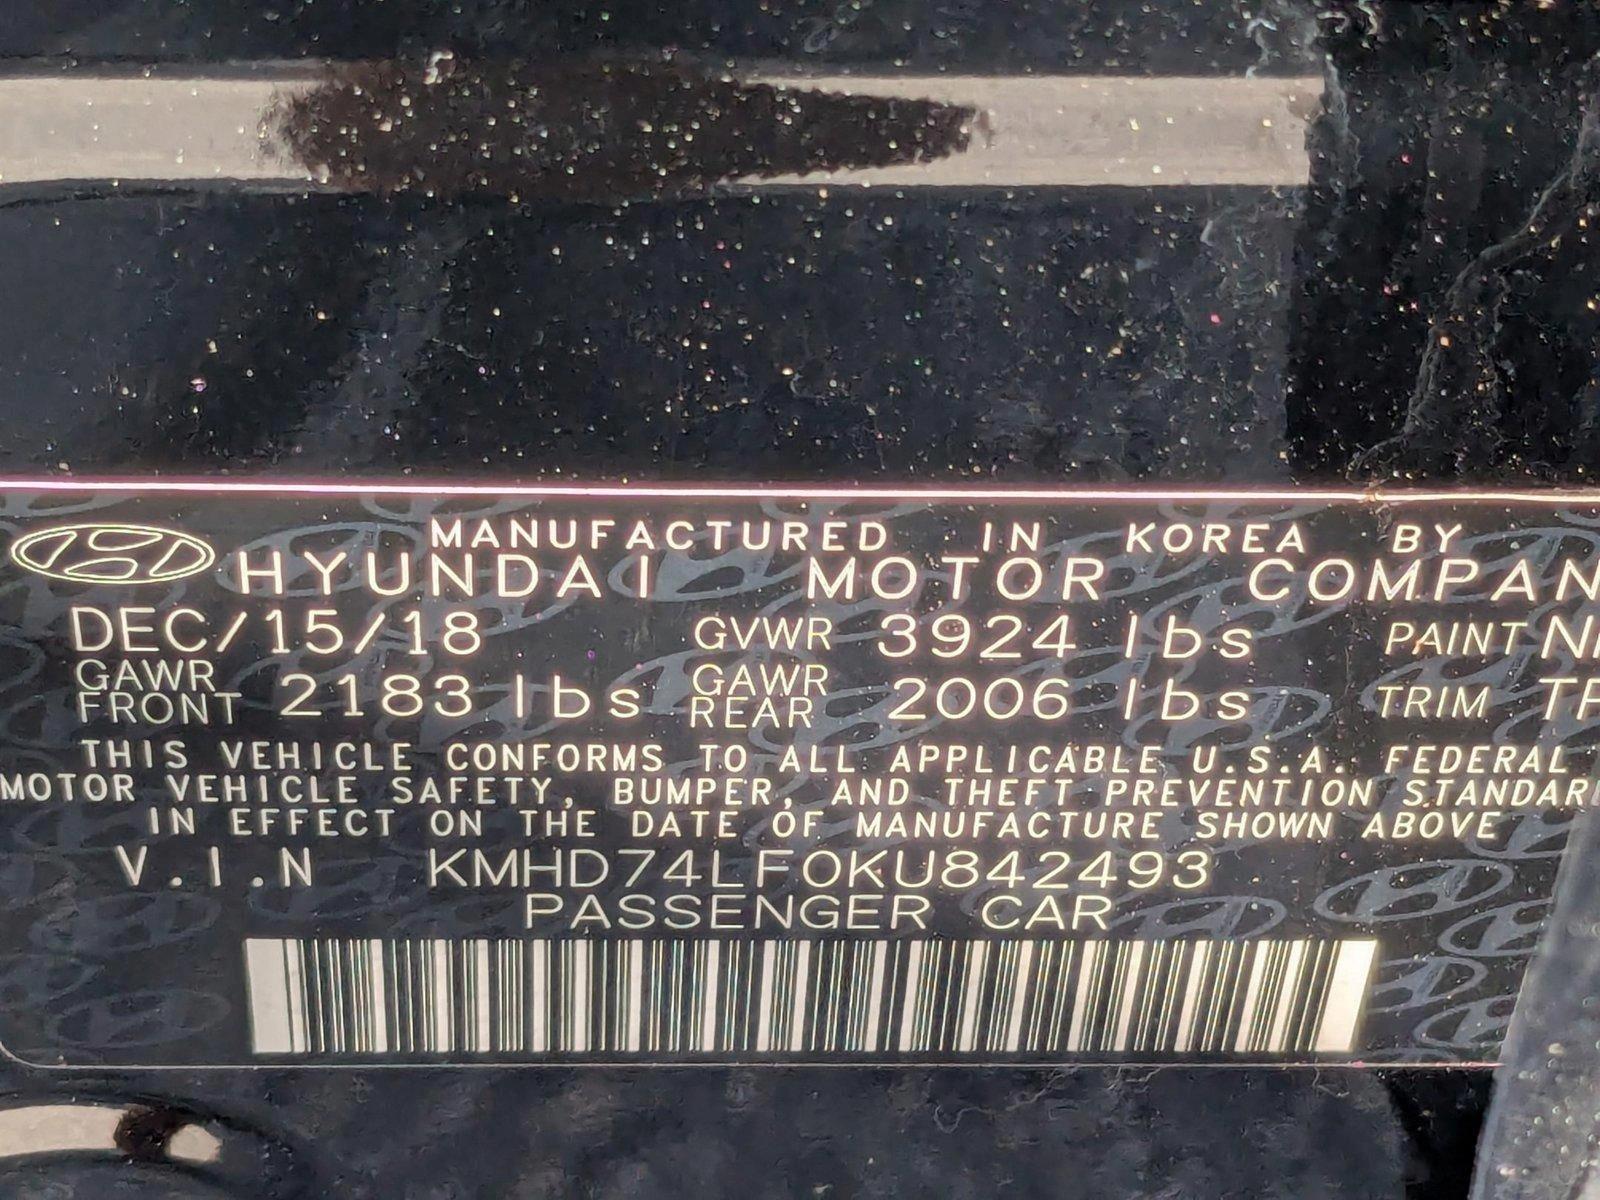 MANUFACTURED IN KOREA BY
HYUNDAI MOTOR COMPAN
DEC/15/18 GVWR 3924 lbs PAINT
GAWR FRONT 2183 lbs GAWR REAR 2006 lbs TRIM
THIS VEHICLE CONFORMS TO ALL APPLICABLE U.S.A. FEDERAL
MOTOR VEHICLE SAFETY, BUMPER, AND THEFT PREVENTION STANDAR
IN EFFECT ON THE DATE OF MANUFACTURE SHOWN ABOVE
V.I.N KMHD74LF0KU842493
PASSENGER CAR